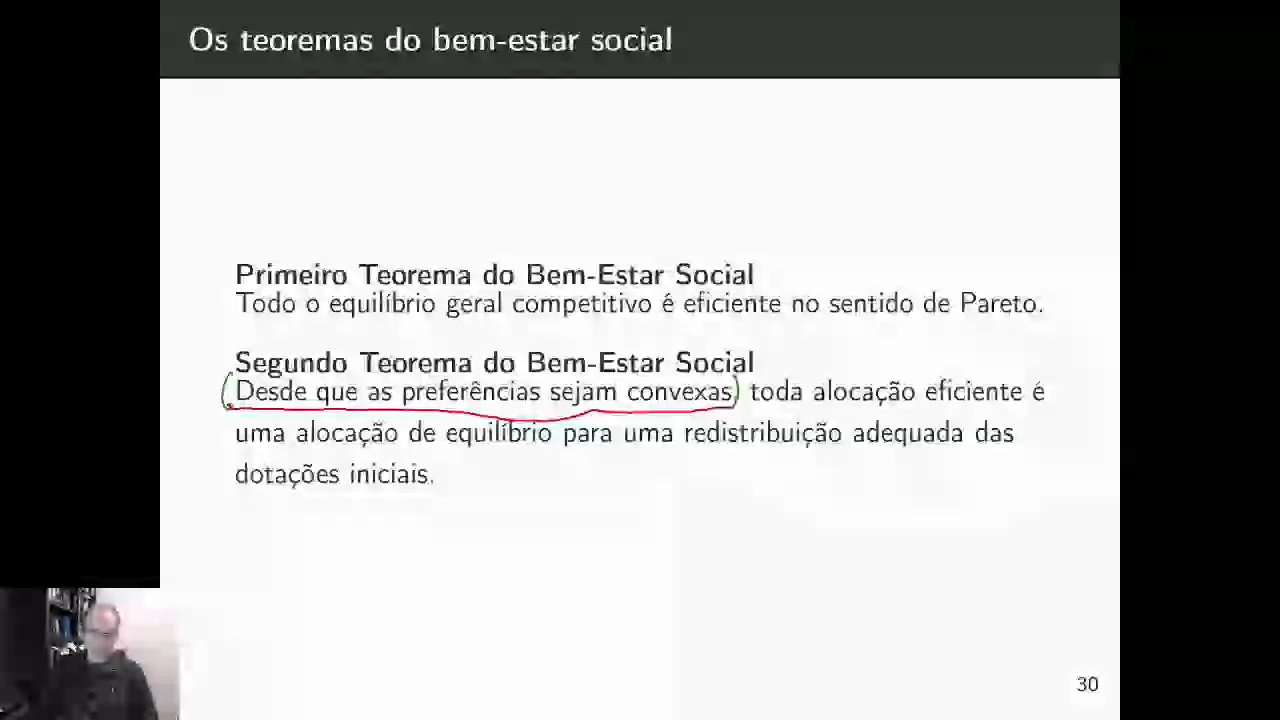 Os teoremas do bem-estar social
Primeiro Teorema do Bem-Estar Social
Todo o equilíbrio geral competitivo é eficiente no sentido de Pareto.
Segundo Teorema do Bem-Estar Social
(Desde que as preferências sejam convexas) toda alocação eficiente é
uma alocação de equilíbrio para uma redistribuição adequada das
dotações iniciais.
30